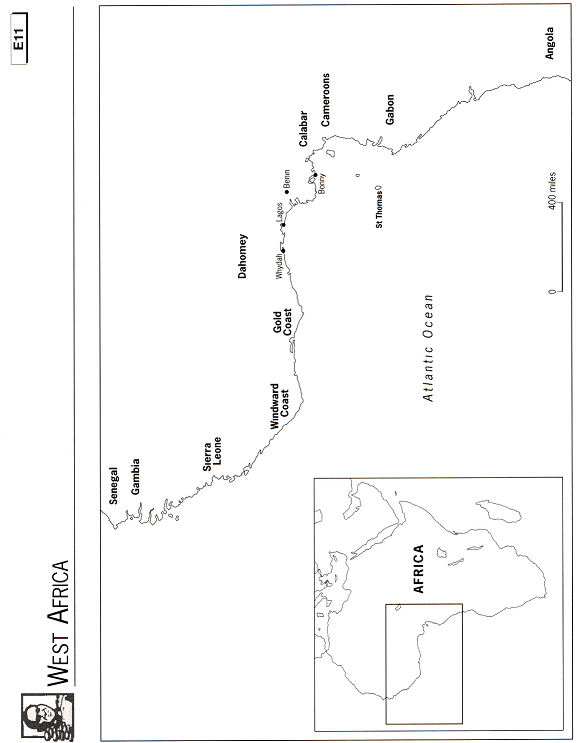 E11
WEST AFRICA
Senegal
Gambia
Sierra
Leone
Windward
Coast
Gold
Coast
Dahomey
Whydah
Lagos
Benin
Bonny
Calabar
Cameroons
Gabon
Angola
St Thomas
Atlantic Ocean
0
400 miles
AFRICA